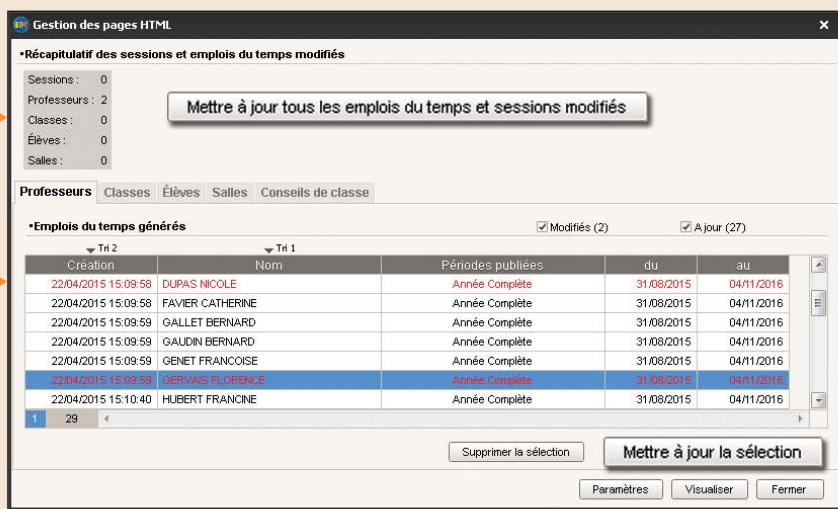 EDT Gestion des pages HTML
•Récapitulatif des sessions et emplois du temps modifiés
Sessions : 0
Professeurs : 2
Classes : 0
Élèves : 0
Salles : 0
Mettre à jour tous les emplois du temps et sessions modifiés
Professeurs Classes Élèves Salles Conseils de classe
•Emplois du temps générés Modifiés (2) A jour (27)
Tri 2 Tri 1
Création Nom Périodes publiées du au
22/04/2015 15:09:58 DUPAS NICOLE Année Complète 31/08/2015 04/11/2016
22/04/2015 15:09:58 FAVIER CATHERINE Année Complète 31/08/2015 04/11/2016
22/04/2015 15:09:59 GALLET BERNARD Année Complète 31/08/2015 04/11/2016
22/04/2015 15:09:59 GAUDIN BERNARD Année Complète 31/08/2015 04/11/2016
22/04/2015 15:09:59 GENET FRANCOISE Année Complète 31/08/2015 04/11/2016
22/04/2015 15:09:59 GERVAIS FLORENCE Année Complète 31/08/2015 04/11/2016
22/04/2015 15:10:40 HUBERT FRANCINE Année Complète 31/08/2015 04/11/2016
1 29
Supprimer la sélection Mettre à jour la sélection
Paramètres Visualiser Fermer